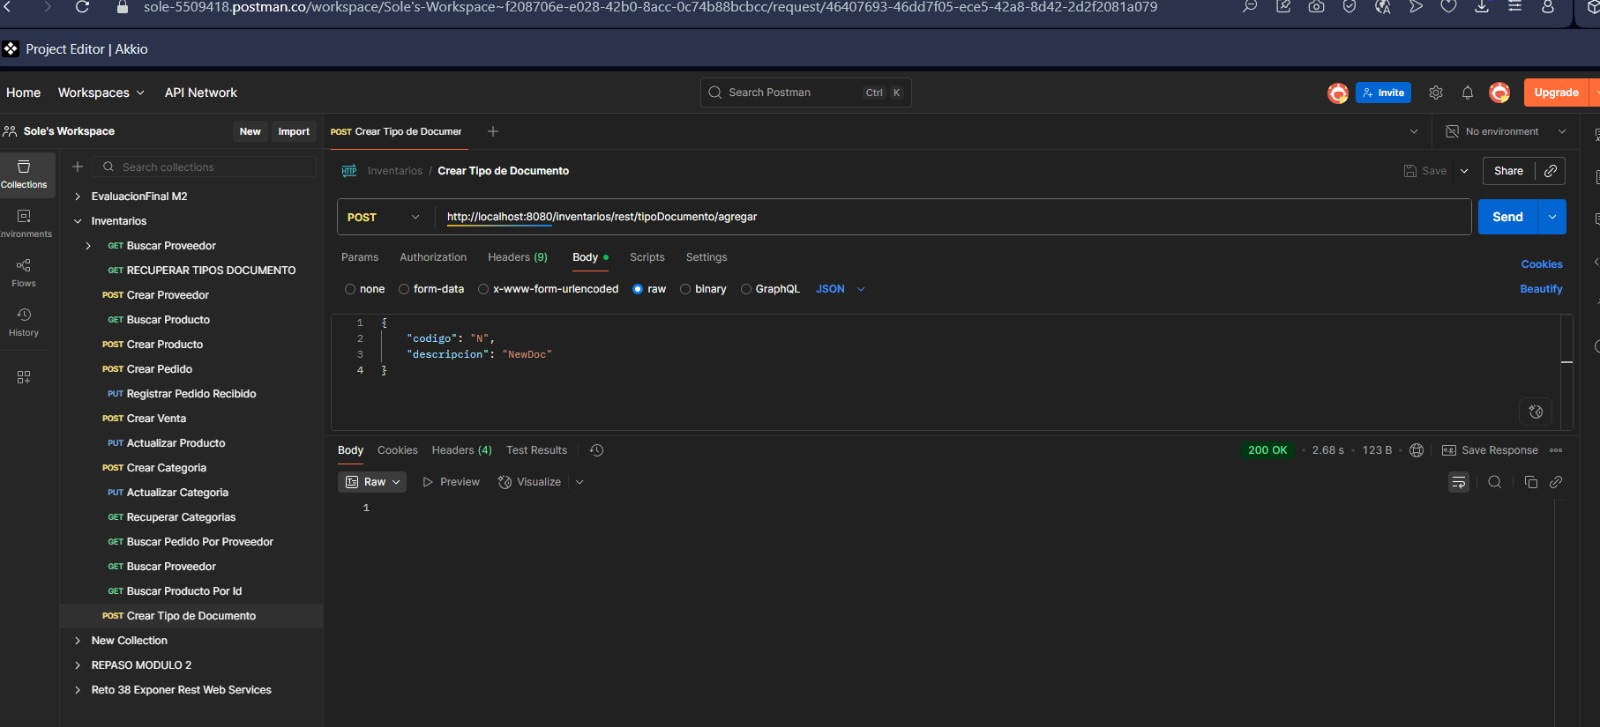 sole-5509418.postman.co/workspace/Sole's-Workspace~f208706e-e028-42b0-8acc-0c74b88bcbcc/request/46407693-46dd7f05-ece5-42a8-8d42-2d2f2081a079
Project Editor | Akkio
Home Workspaces API Network Search Postman Ctrl K Invite Upgrade
Sole's Workspace New Import POST Crear Tipo de Documer No environment
Collections
Environments
Flows
History
Search collections
EvaluacionFinal M2
Inventarios
GET Buscar Proveedor
GET RECUPERAR TIPOS DOCUMENTO
POST Crear Proveedor
GET Buscar Producto
POST Crear Producto
POST Crear Pedido
PUT Registrar Pedido Recibido
POST Crear Venta
PUT Actualizar Producto
POST Crear Categoria
PUT Actualizar Categoria
GET Recuperar Categorias
GET Buscar Pedido Por Proveedor
GET Buscar Proveedor
GET Buscar Producto Por Id
POST Crear Tipo de Documento
New Collection
REPASO MODULO 2
Reto 38 Exponer Rest Web Services
HTTP Inventarios / Crear Tipo de Documento Save Share
POST http://localhost:8080/inventarios/rest/tipoDocumento/agregar Send
Params Authorization Headers (9) Body Scripts Settings Cookies
none form-data x-www-form-urlencoded raw binary GraphQL JSON Beautify
1 {
2 "codigo": "N",
3 "descripcion": "NewDoc"
4 }
Body Cookies Headers (4) Test Results 200 OK • 2.68 s • 123 B Save Response
Raw Preview Visualize
1